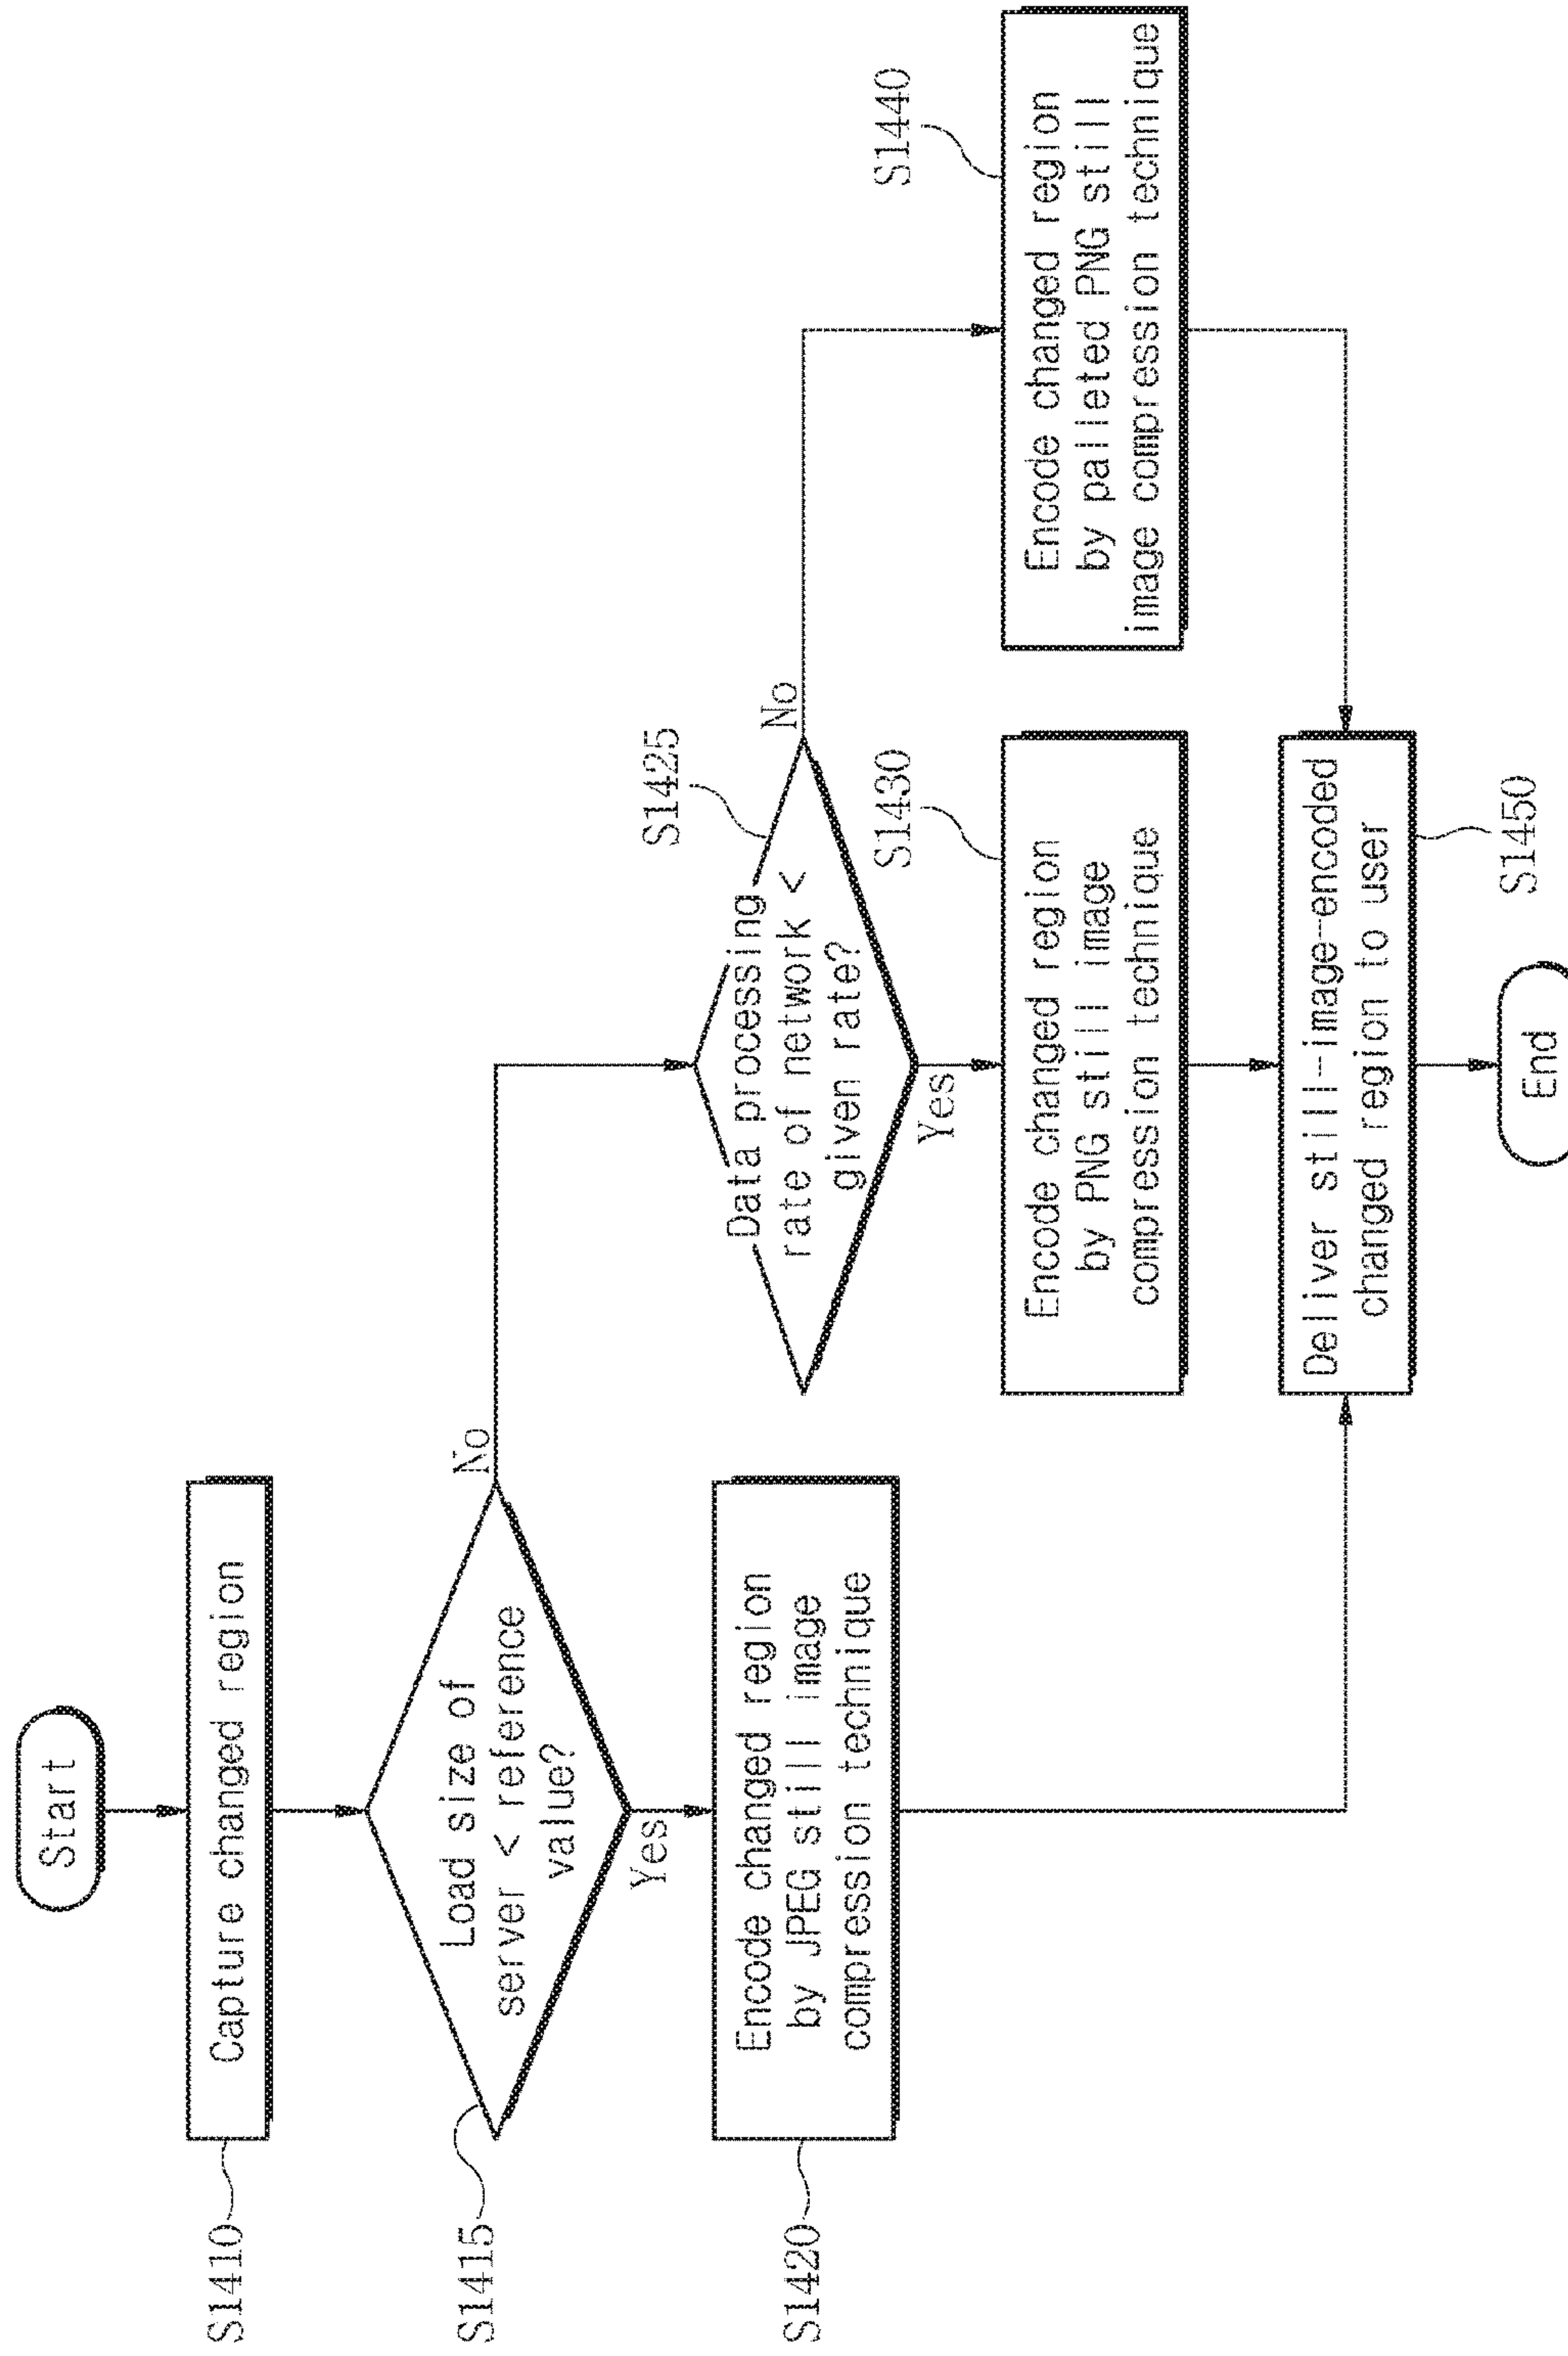 Start
S1410
Capture changed region
S1415
Load size of
server < reference
value?
No
Yes
S1420
Encode changed region
by JPEG still image
compression technique
S1425
Data processing
rate of network <
given rate?
No
Yes
S1430
Encode changed region
by PNG still image
compression technique
S1440
Encode changed region
by palleted PNG still
image compression technique
Deliver still-image-encoded
changed region to user
S1450
End